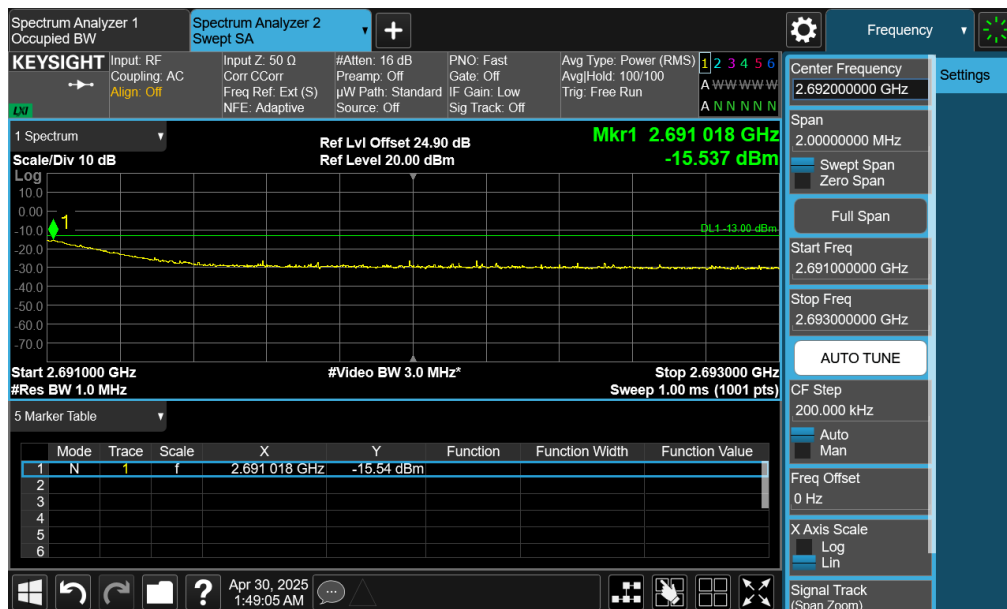 Spectrum Analyzer 1
Occupied BW
Spectrum Analyzer 2
Swept SA
Frequency
KEYSIGHT
LXI
Input: RF
Coupling: AC
Align: Off
Input Z: 50 Ω
Corr CCorr
Freq Ref: Ext (S)
NFE: Adaptive
#Atten: 16 dB
Preamp: Off
µW Path: Standard
Source: Off
PNO: Fast
Gate: Off
IF Gain: Low
Sig Track: Off
Avg Type: Power (RMS)
Avg|Hold: 100/100
Trig: Free Run
1 2 3 4 5 6
A W W W W W
A N N N N N
1 Spectrum
Scale/Div 10 dB
Ref Lvl Offset 24.90 dB
Ref Level 20.00 dBm
Mkr1 2.691 018 GHz
-15.537 dBm
Log
10.0
0.00
-10.0
-20.0
-30.0
-40.0
-50.0
-60.0
-70.0
1
DL1 -13.00 dBm
Start 2.691000 GHz
#Video BW 3.0 MHz*
Stop 2.693000 GHz
#Res BW 1.0 MHz
Sweep 1.00 ms (1001 pts)
5 Marker Table
Mode Trace Scale X Y Function Function Width Function Value
1 N 1 f 2.691 018 GHz -15.54 dBm
2
3
4
5
6
Apr 30, 2025
1:49:05 AM
Center Frequency
2.692000000 GHz
Settings
Span
2.00000000 MHz
Swept Span
Zero Span
Full Span
Start Freq
2.691000000 GHz
Stop Freq
2.693000000 GHz
AUTO TUNE
CF Step
200.000 kHz
Auto
Man
Freq Offset
0 Hz
X Axis Scale
Log
Lin
Signal Track
(Span Zoom)